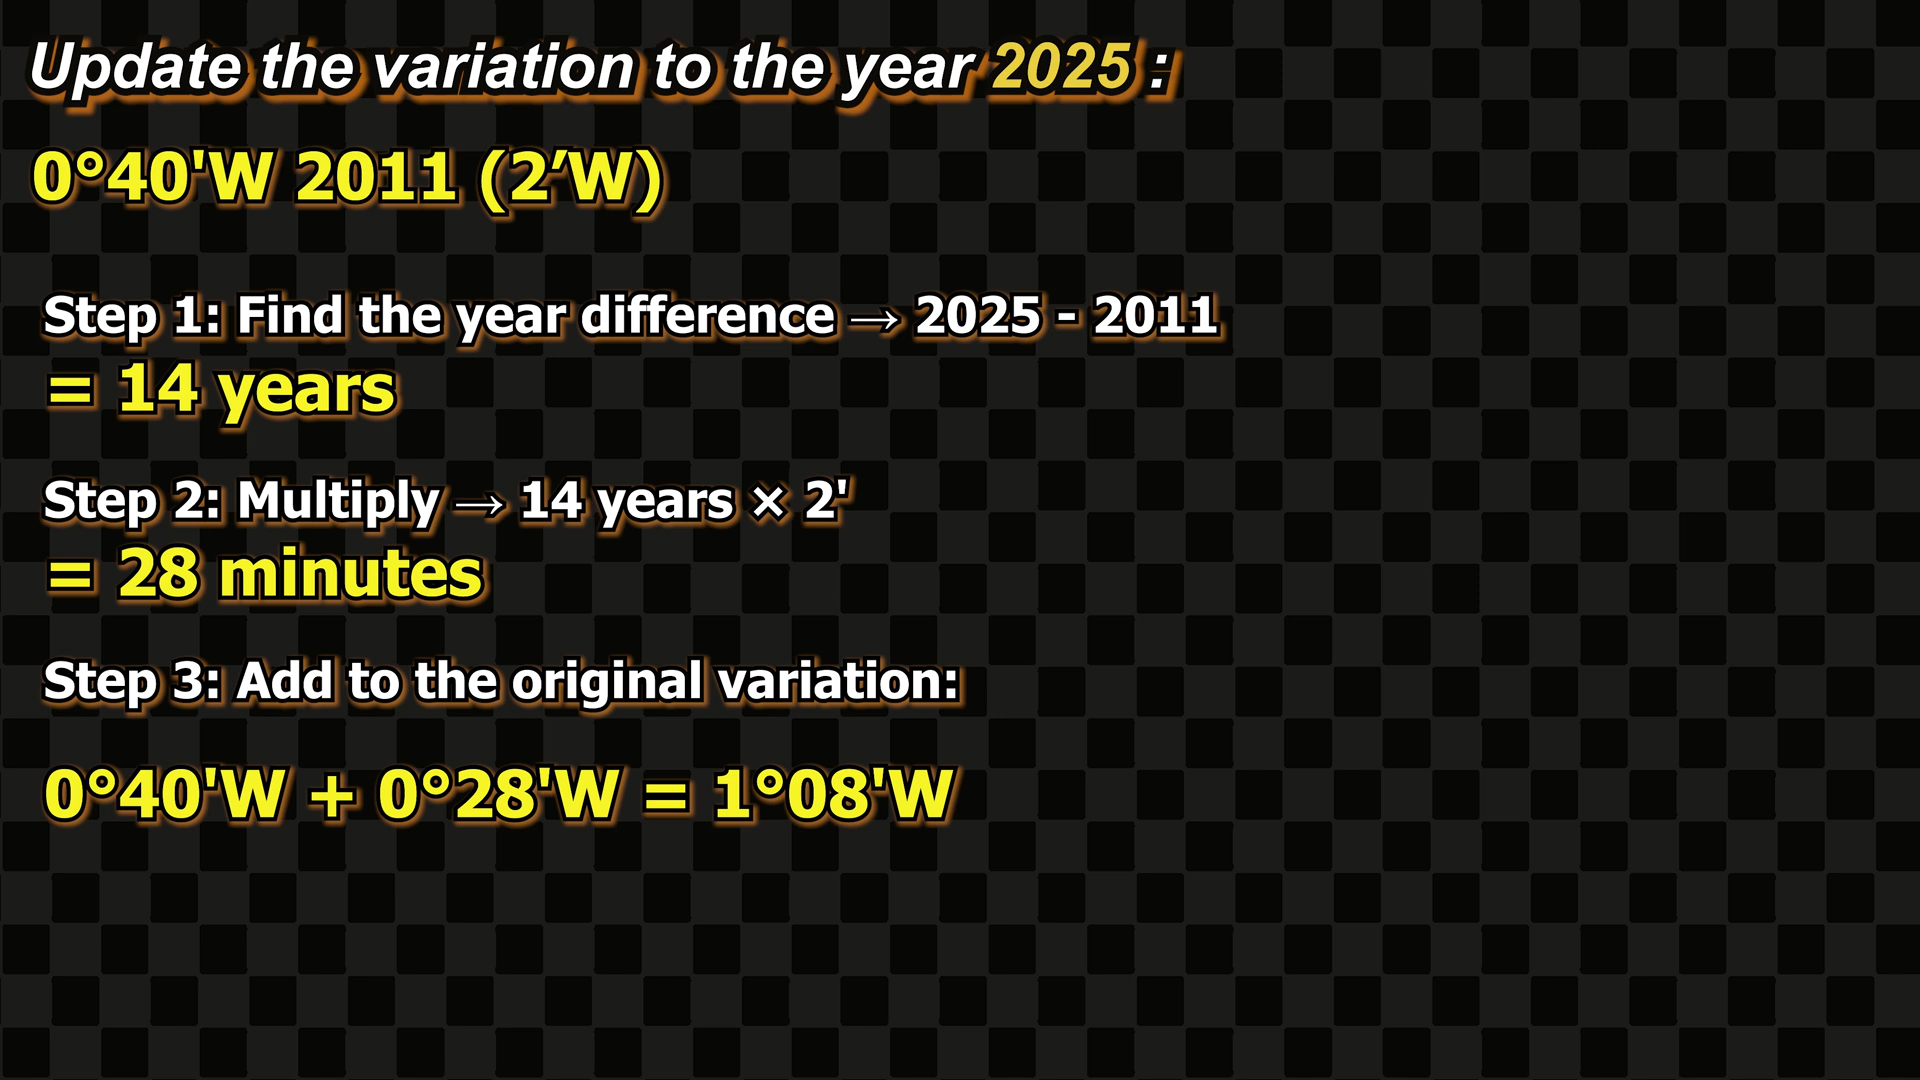 Update the variation to the year 2025 :
0°40'W 2011 (2’W)
Step 1: Find the year difference → 2025 - 2011
= 14 years
Step 2: Multiply → 14 years × 2'
= 28 minutes
Step 3: Add to the original variation:
0°40'W + 0°28'W = 1°08'W